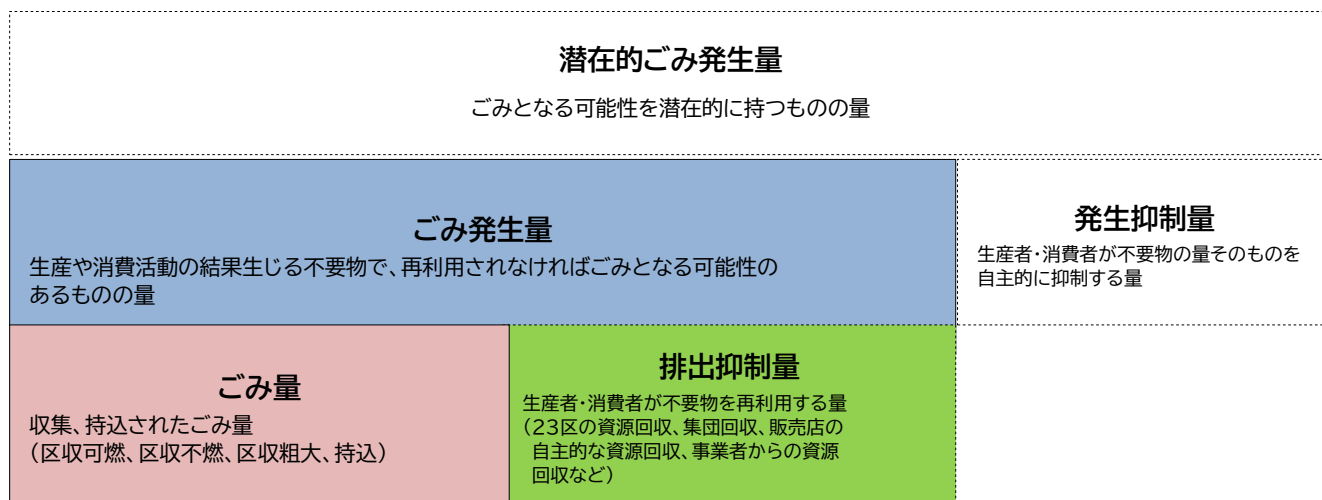 潜在的ごみ発生量
ごみとなる可能性を潜在的に持つものの量
ごみ発生量
生産や消費活動の結果生じる不要物で、再利用されなければごみとなる可能性の
あるものの量
発生抑制量
生産者・消費者が不要物の量そのものを
自主的に抑制する量
ごみ量
収集、持込されたごみ量
（区収可燃、区収不燃、区収粗大、持込）
排出抑制量
生産者・消費者が不要物を再利用する量
（23区の資源回収、集団回収、販売店の
自主的な資源回収、事業者からの資源
回収など）